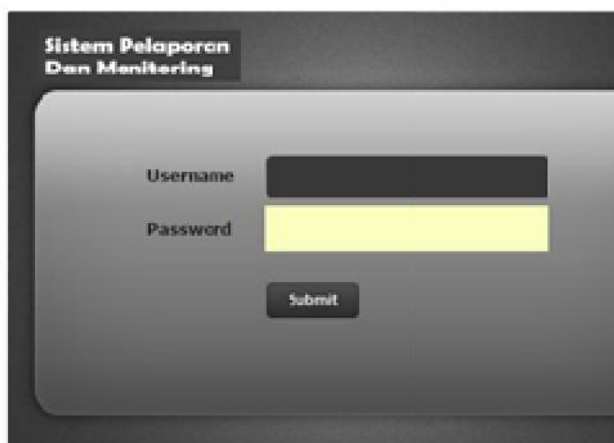 Sistem Pelaporan
Dan Monitoring
Username
Password
Submit